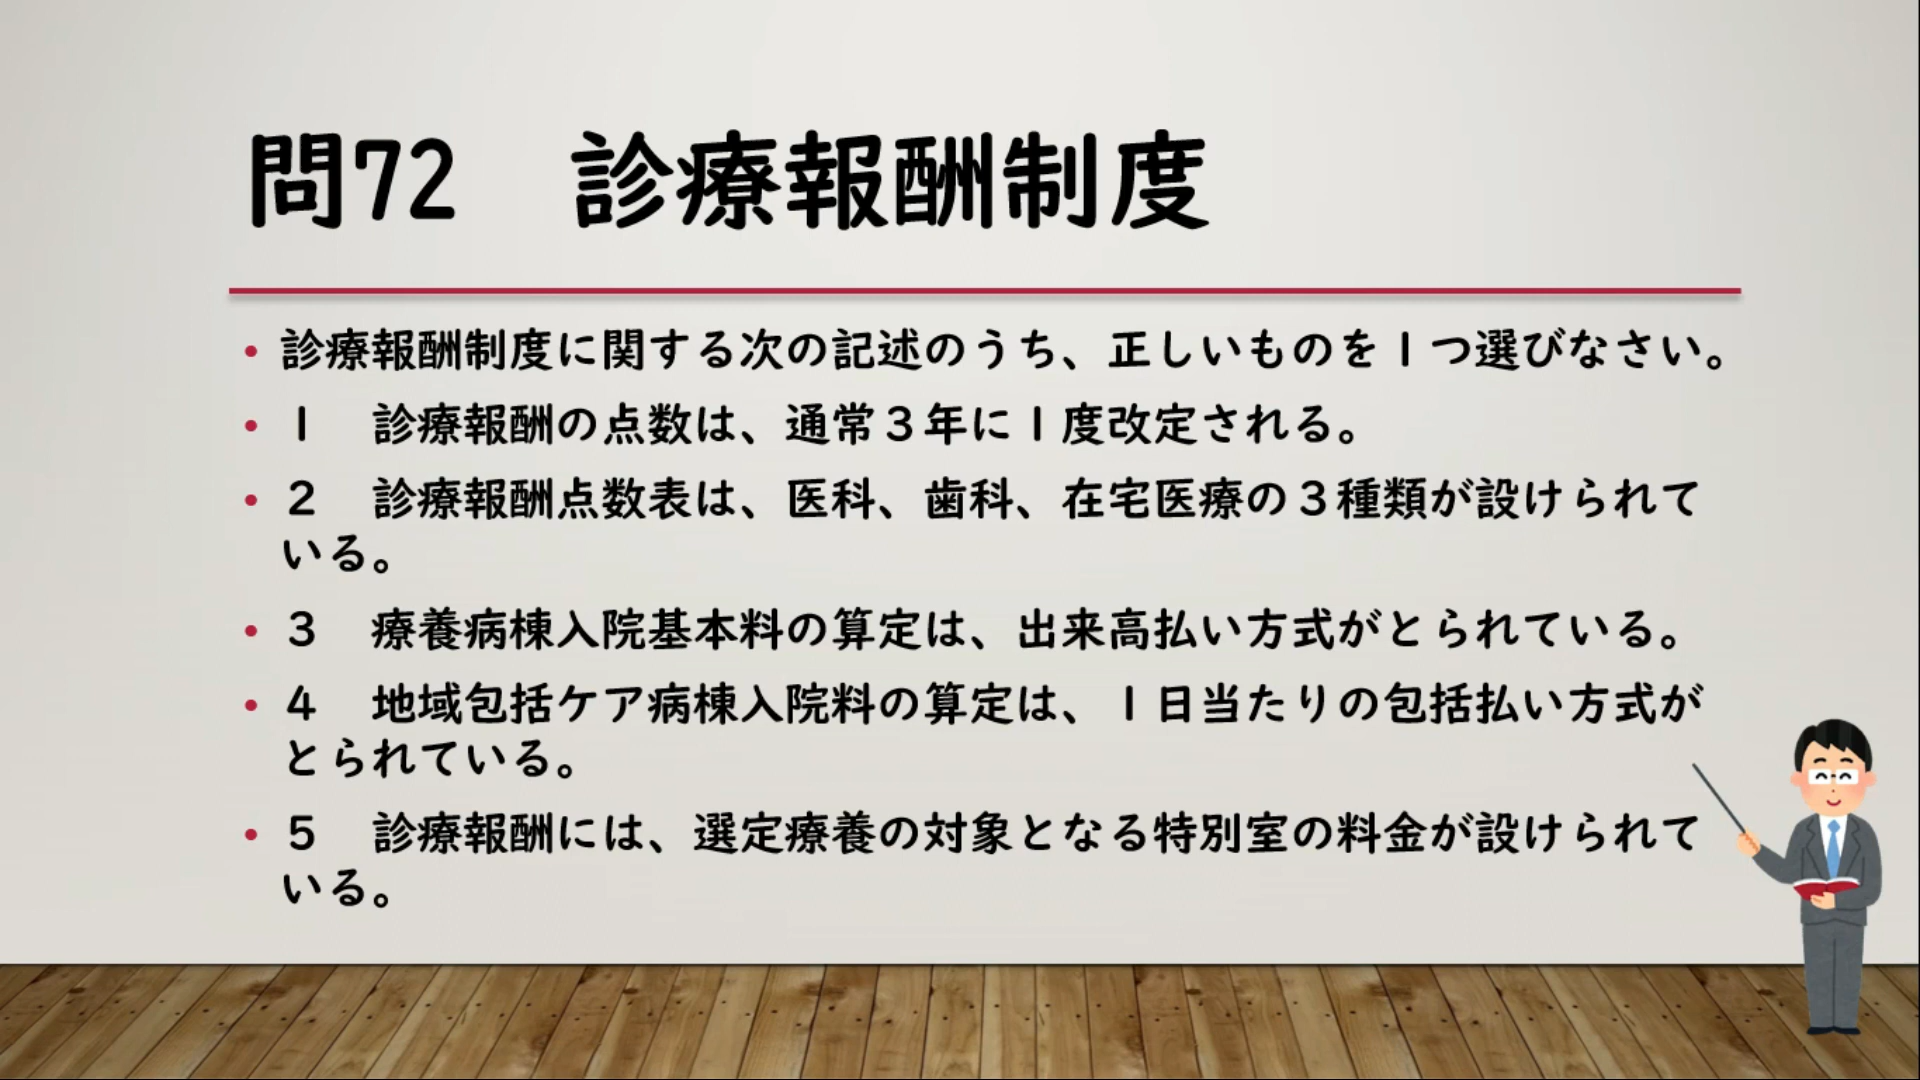 問72　診療報酬制度
• 診療報酬制度に関する次の記述のうち、正しいものを１つ選びなさい。
• １　診療報酬の点数は、通常３年に１度改定される。
• ２　診療報酬点数表は、医科、歯科、在宅医療の３種類が設けられて
いる。
• ３　療養病棟入院基本料の算定は、出来高払い方式がとられている。
• ４　地域包括ケア病棟入院料の算定は、１日当たりの包括払い方式が
とられている。
• ５　診療報酬には、選定療養の対象となる特別室の料金が設けられて
いる。